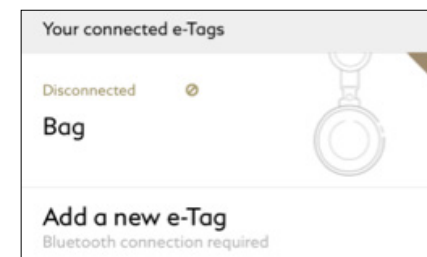 Your connected e-Tags
Disconnected
Bag
Add a new e-Tag
Bluetooth connection required